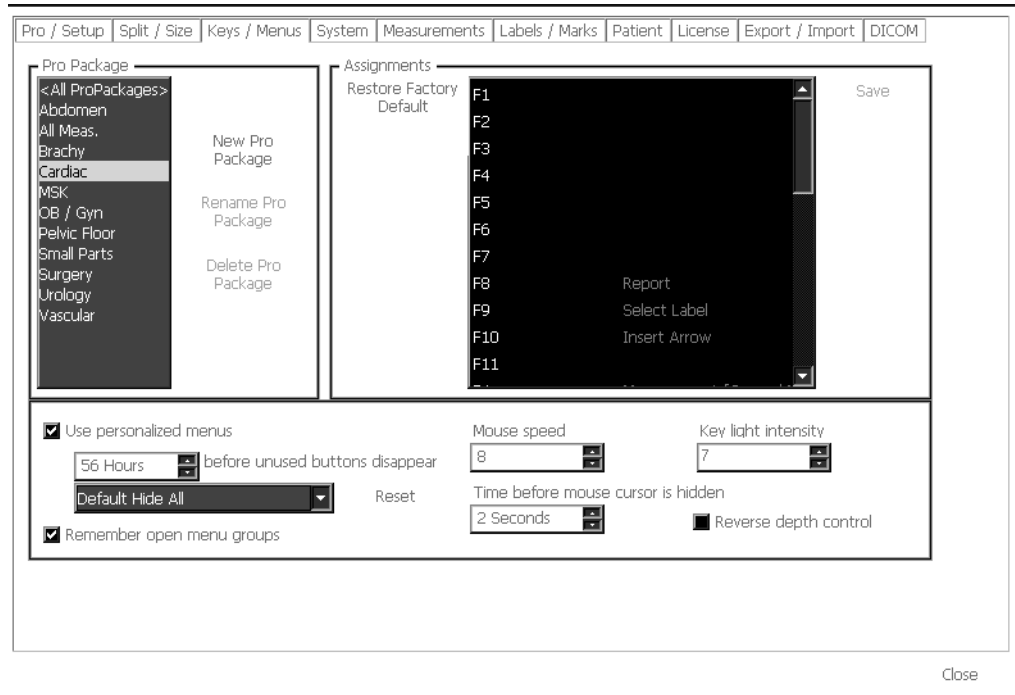 Pro / Setup Split / Size Keys / Menus System Measurements Labels / Marks Patient License Export / Import DICOM
Pro Package
<All ProPackages>
Abdomen
All Meas.
Brachy
Cardiac
MSK
OB / Gyn
Pelvic Floor
Small Parts
Surgery
Urology
Vascular
New Pro
Package
Rename Pro
Package
Delete Pro
Package
Assignments
Restore Factory
Default
F1
F2
F3
F4
F5
F6
F7
F8 Report
F9 Select Label
F10 Insert Arrow
F11
Save
Use personalized menus
56 Hours before unused buttons disappear
Default Hide All Reset
Remember open menu groups
Mouse speed
8
Time before mouse cursor is hidden
2 Seconds
Key light intensity
7
Reverse depth control
Close